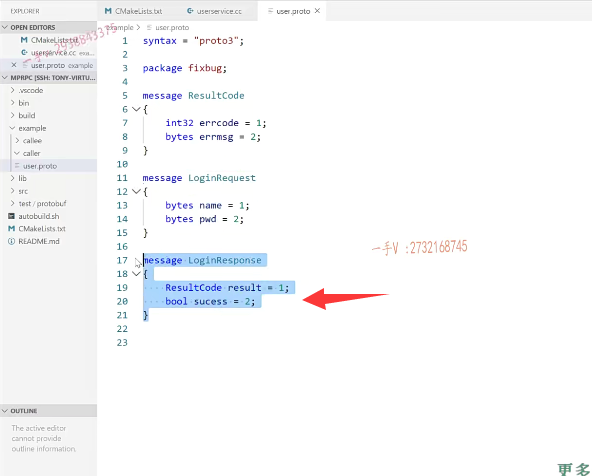 EXPLORER
OPEN EDITORS
CMakeLists.txt
userservice.cc exa...
user.proto example
MPRPC [SSH: TONY-VIRTU...
.vscode
bin
build
example
callee
caller
user.proto
lib
src
test / protobuf
autobuild.sh
CMakeLists.txt
README.md
OUTLINE
The active editor
cannot provide
outline information.
CMakeLists.txt userservice.cc user.proto
example > user.proto
1 syntax = "proto3";
2
3 package fixbug;
4
5 message ResultCode
6 {
7 int32 errcode = 1;
8 bytes errmsg = 2;
9 }
10
11 message LoginRequest
12 {
13 bytes name = 1;
14 bytes pwd = 2;
15 }
16
17 message LoginResponse
18 {
19 ResultCode result = 1;
20 bool sucess = 2;
21 }
22
23
一手V :2732168745
更多